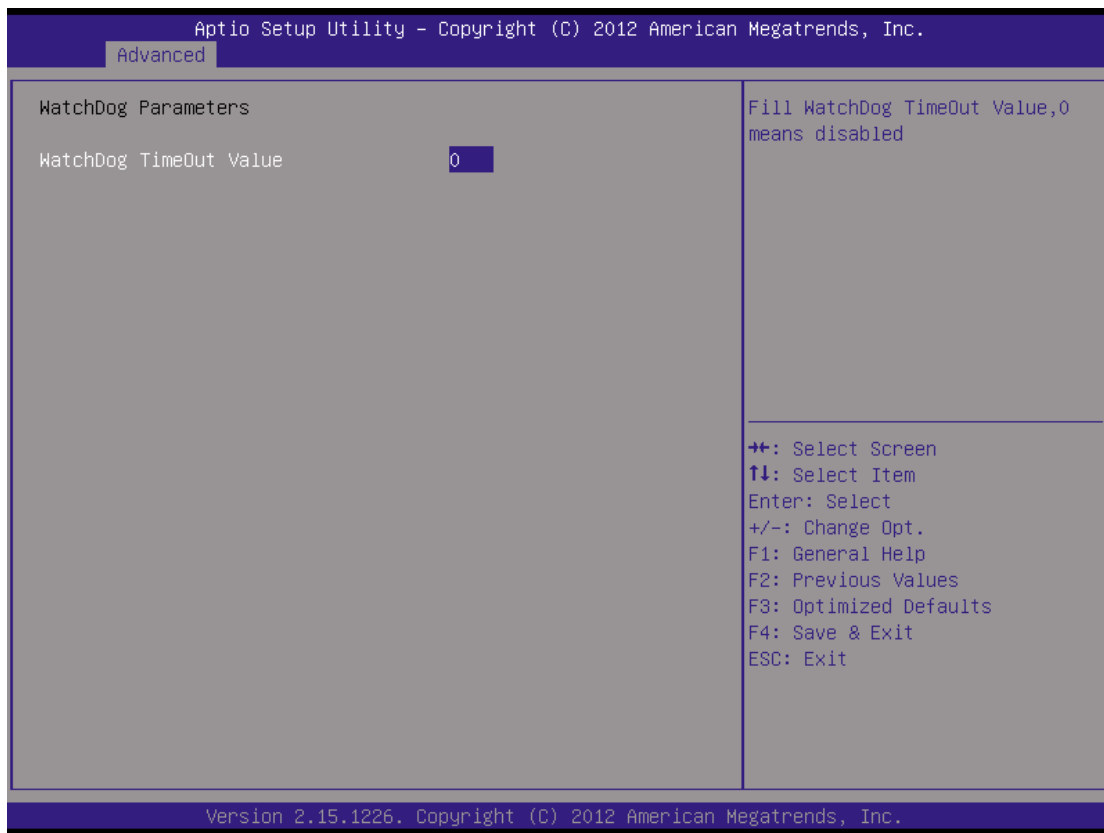 Aptio Setup Utility – Copyright (C) 2012 American Megatrends, Inc.
Advanced
WatchDog Parameters
WatchDog TimeOut Value 0
Fill WatchDog TimeOut Value,0
means disabled
→←: Select Screen
↑↓: Select Item
Enter: Select
+/-: Change Opt.
F1: General Help
F2: Previous Values
F3: Optimized Defaults
F4: Save & Exit
ESC: Exit
Version 2.15.1226. Copyright (C) 2012 American Megatrends, Inc.